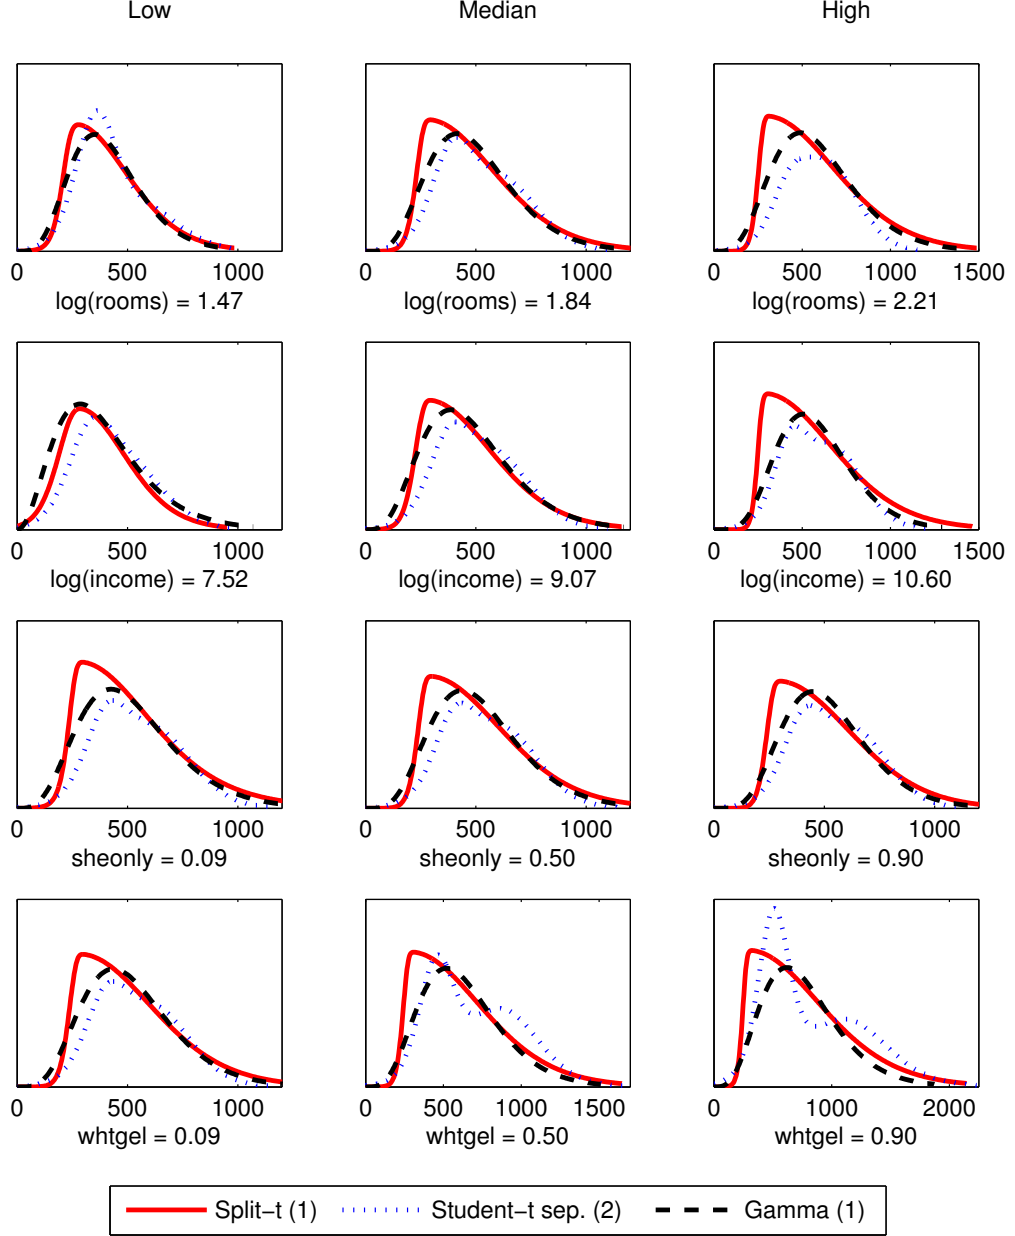 Low Median High
0 500 1000 0 500 1000 0 500 1000 1500
log(rooms) = 1.47 log(rooms) = 1.84 log(rooms) = 2.21
0 500 1000 0 500 1000 0 500 1000 1500
log(income) = 7.52 log(income) = 9.07 log(income) = 10.60
0 500 1000 0 500 1000 0 500 1000
sheonly = 0.09 sheonly = 0.50 sheonly = 0.90
0 500 1000 0 500 1000 1500 0 1000 2000
whtgel = 0.09 whtgel = 0.50 whtgel = 0.90
Split−t (1) Student−t sep. (2) Gamma (1)